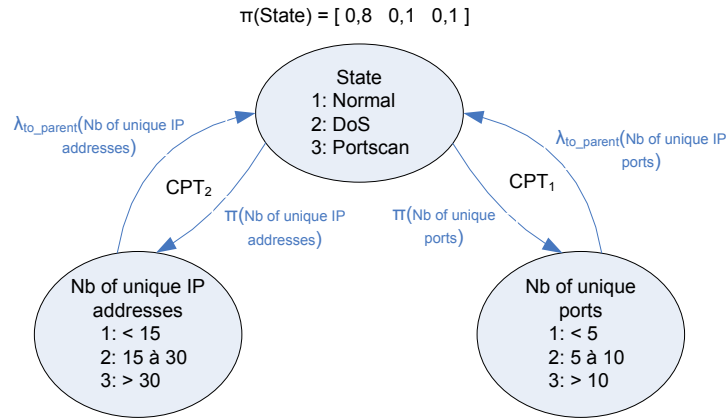 π(State) = [ 0,8 0,1 0,1 ]
State
1: Normal
2: DoS
3: Portscan
λto_parent(Nb of unique IP
addresses)
λto_parent(Nb of unique IP
ports)
CPT2
CPT1
π(Nb of unique IP
addresses)
π(Nb of unique
ports)
Nb of unique IP
addresses
1: < 15
2: 15 à 30
3: > 30
Nb of unique
ports
1: < 5
2: 5 à 10
3: > 10